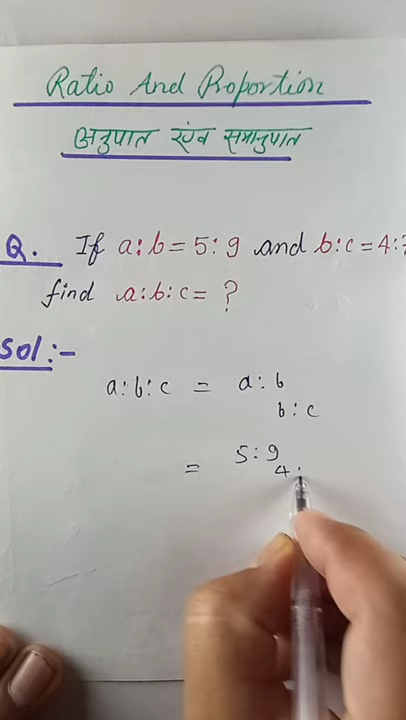 Ratio And Proportion
अनुपात एंव समानुपात
Q. If a:b = 5:9 and b:c = 4:
find a:b:c = ?
Sol:-
a:b:c = a:b
b:c
= 5:9
4: